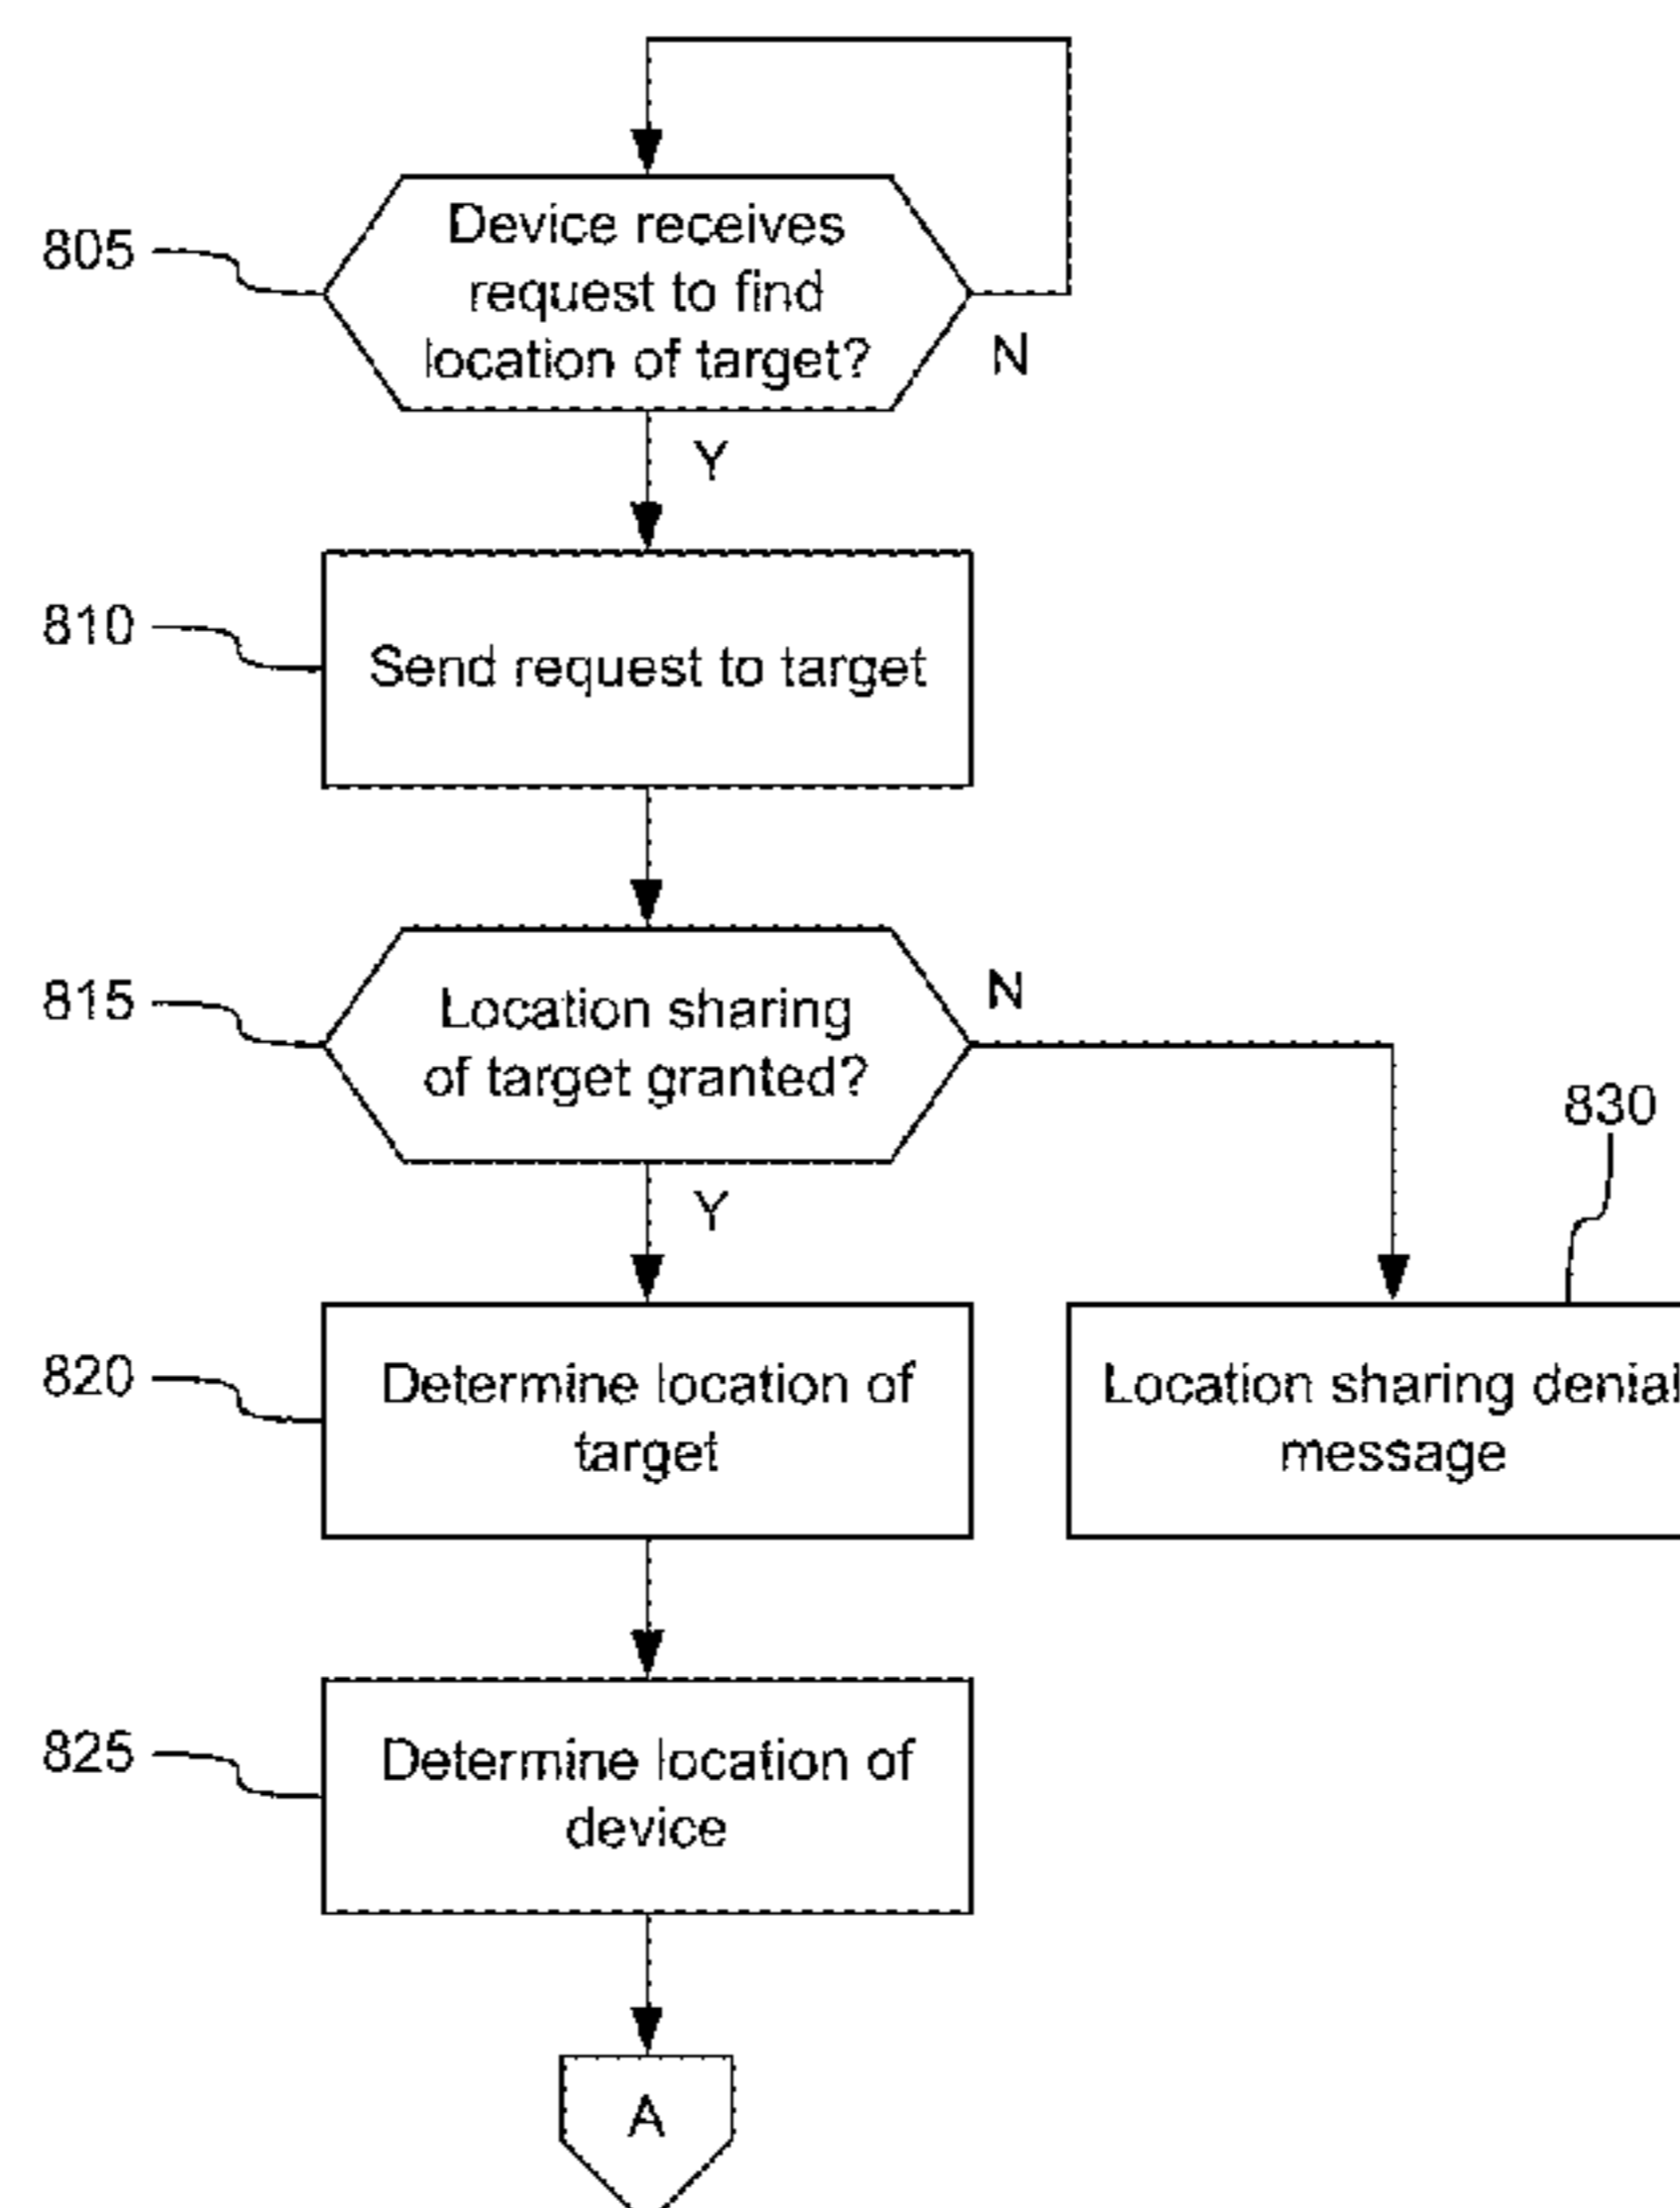 805
Device receives
request to find
location of target?
N
Y
810
Send request to target
815
Location sharing
of target granted?
N
Y
830
820
Determine location of
target
Location sharing denial
message
825
Determine location of
device
A